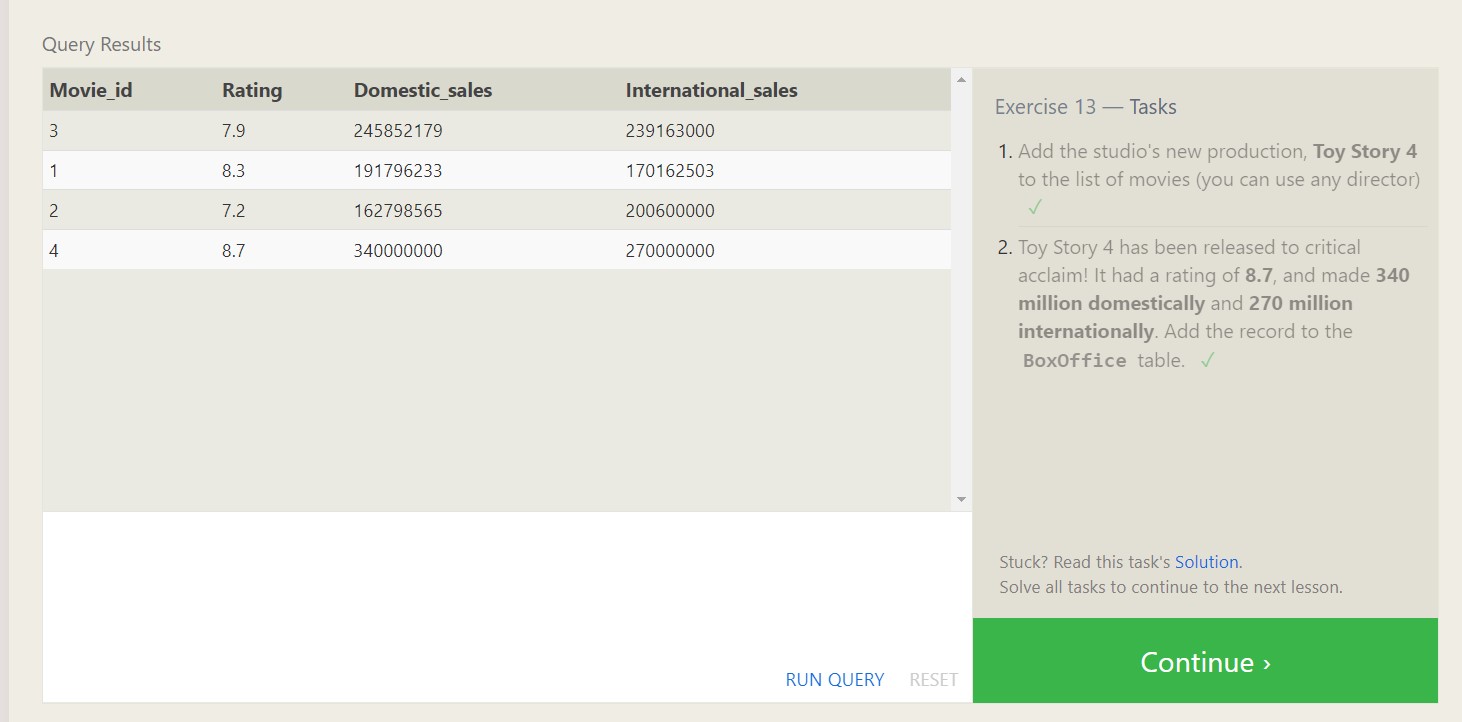 Query Results
Movie_id Rating Domestic_sales International_sales
3 7.9 245852179 239163000
1 8.3 191796233 170162503
2 7.2 162798565 200600000
4 8.7 340000000 270000000
RUN QUERY RESET
Exercise 13 — Tasks
1. Add the studio's new production, Toy Story 4
to the list of movies (you can use any director)
✓
2. Toy Story 4 has been released to critical
acclaim! It had a rating of 8.7, and made 340
million domestically and 270 million
internationally. Add the record to the
BoxOffice table. ✓
Stuck? Read this task's Solution.
Solve all tasks to continue to the next lesson.
Continue ›